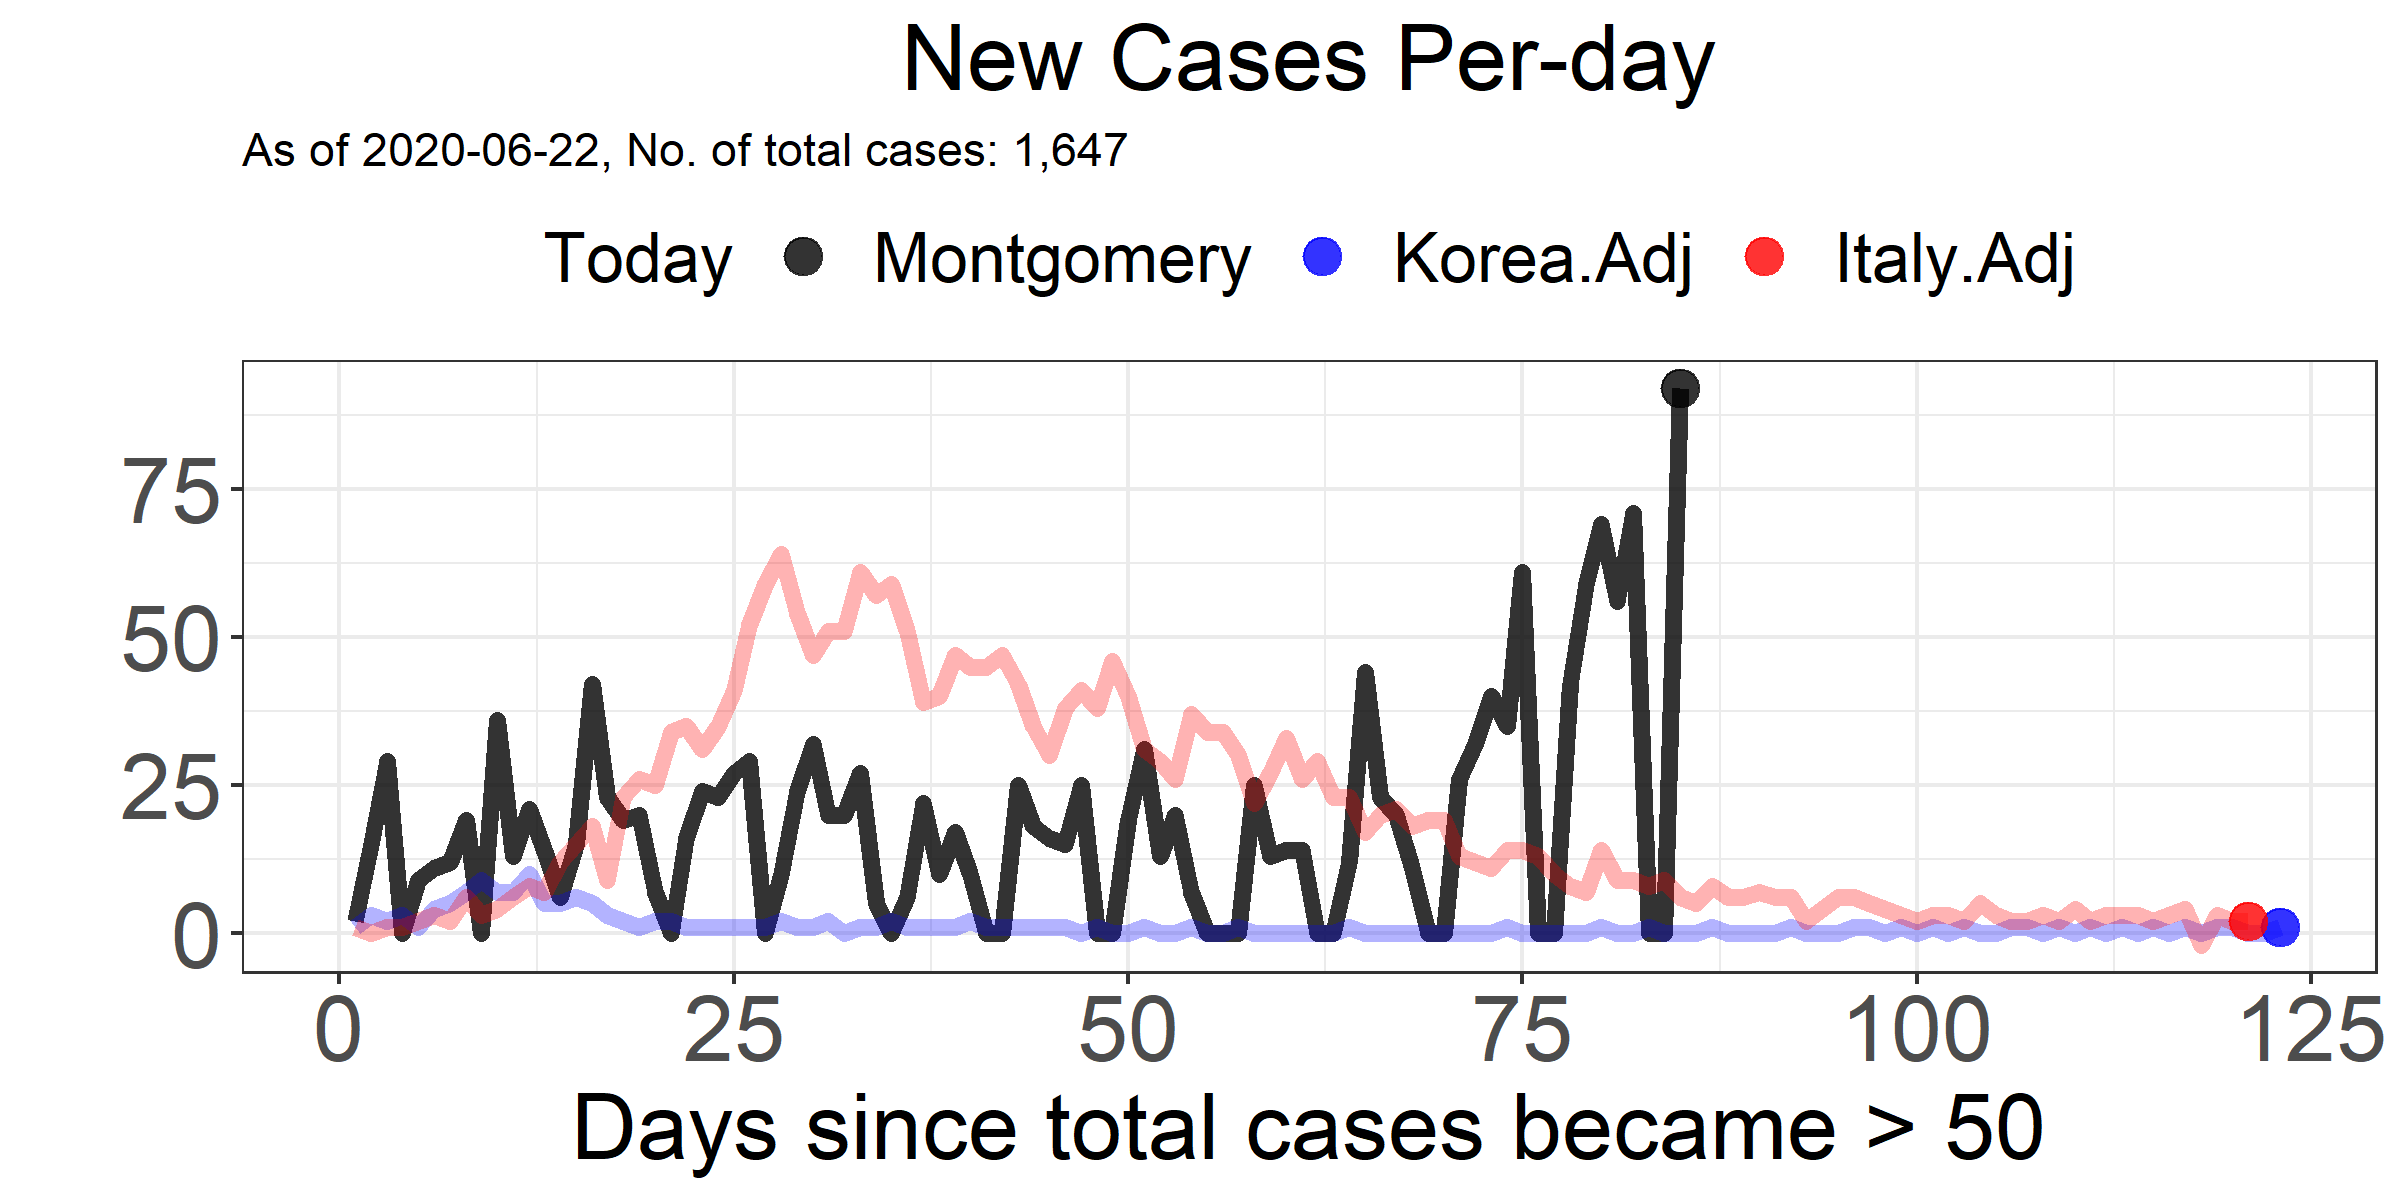 New Cases Per-day
As of 2020-06-22, No. of total cases: 1,647
Today Montgomery Korea.Adj Italy.Adj
75
50
25
0
0 25 50 75 100 125
Days since total cases became > 50